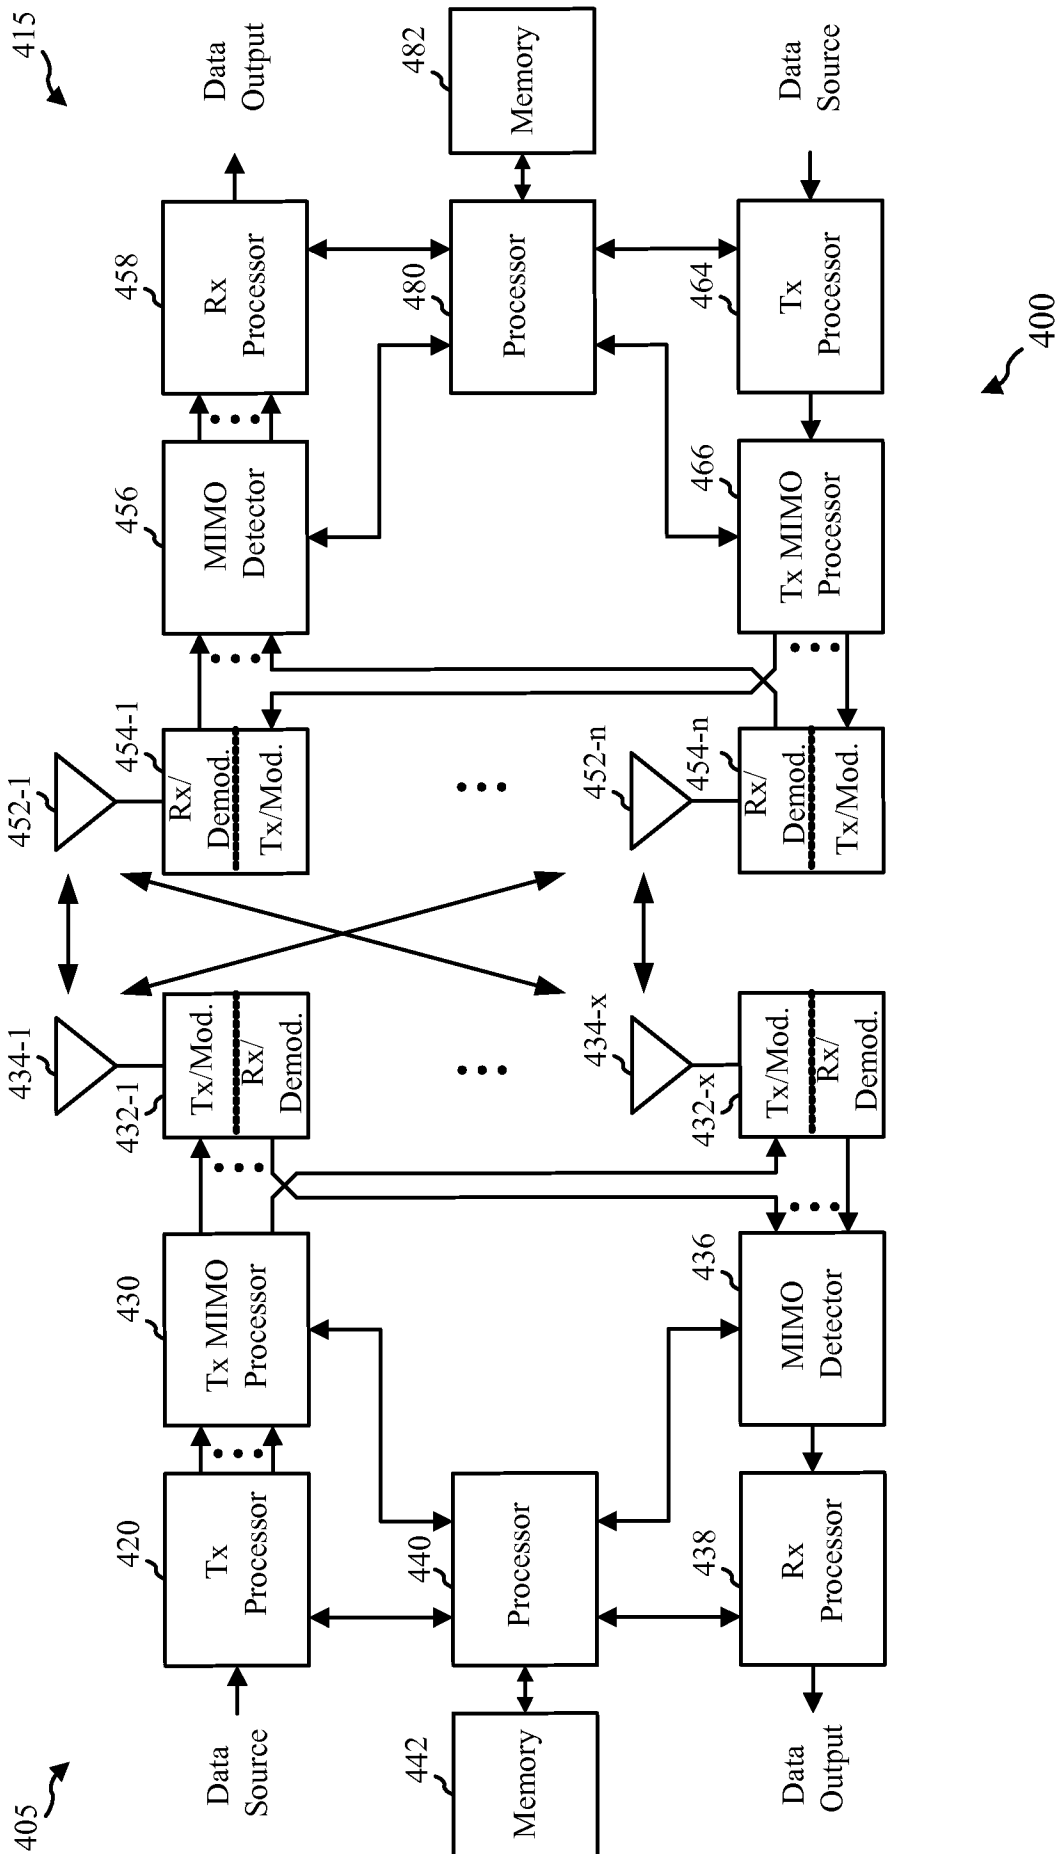 405
415
Data
Source
420
Tx
Processor
430
Tx MIMO
Processor
434-1
432-1
Tx/Mod.
Rx/
Demod.
452-1
454-1
Rx/
Demod.
Tx/Mod.
456
MIMO
Detector
458
Rx
Processor
Data
Output
442
Memory
440
Processor
480
Processor
482
Memory
Data
Output
438
Rx
Processor
436
MIMO
Detector
434-x
432-x
Tx/Mod.
Rx/
Demod.
452-n
454-n
Rx/
Demod.
Tx/Mod.
466
Tx MIMO
Processor
464
Tx
Processor
Data
Source
400